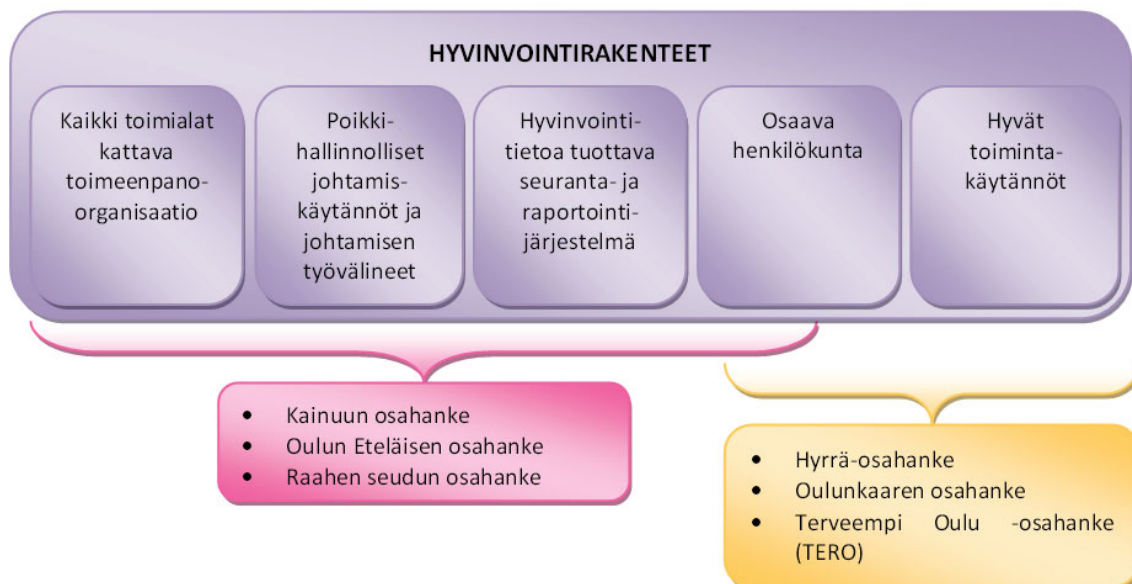 HYVINVOINTIRAKENTEET
Kaikki toimialat
kattava
toimeenpano-
organisaatio
Poikki-
hallinnolliset
johtamis-
käytännöt ja
johtamisen
työvälineet
Hyvinvointi-
tietoa tuottava
seuranta- ja
raportointi-
järjestelmä
Osaava
henkilökunta
Hyvät
toiminta-
käytännöt
• Kainuun osahanke
• Oulun Eteläisen osahanke
• Raahen seudun osahanke
• Hyrrä-osahanke
• Oulunkaaren osahanke
• Terveempi Oulu -osahanke
(TERO)